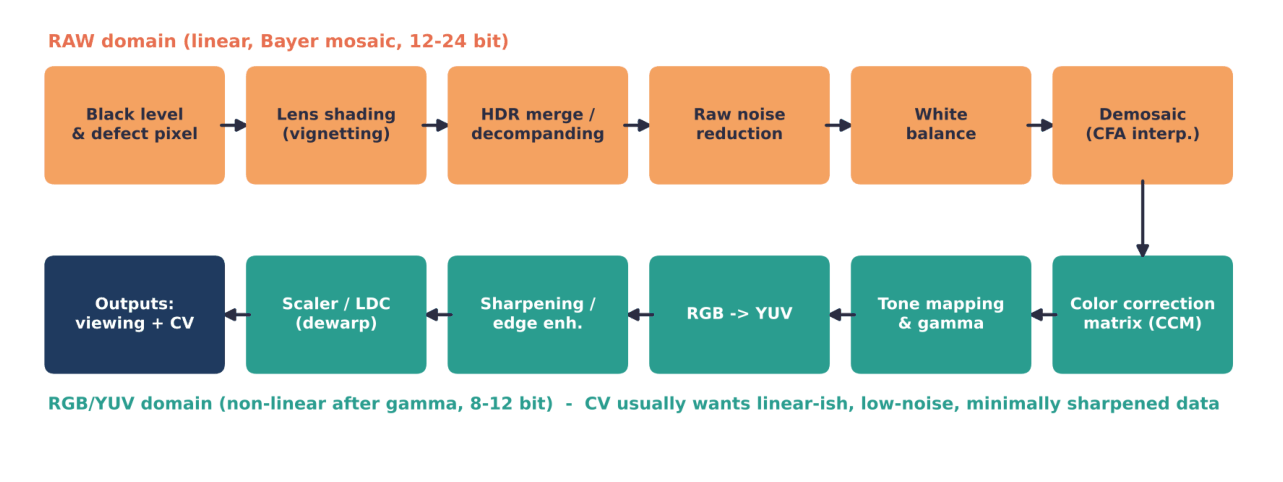 RAW domain (linear, Bayer mosaic, 12-24 bit)
Black level
& defect pixel
Lens shading
(vignetting)
HDR merge /
decompanding
Raw noise
reduction
White
balance
Demosaic
(CFA interp.)
Outputs:
viewing + CV
Scaler / LDC
(dewarp)
Sharpening /
edge enh.
RGB -> YUV
Tone mapping
& gamma
Color correction
matrix (CCM)
RGB/YUV domain (non-linear after gamma, 8-12 bit)  -  CV usually wants linear-ish, low-noise, minimally sharpened data